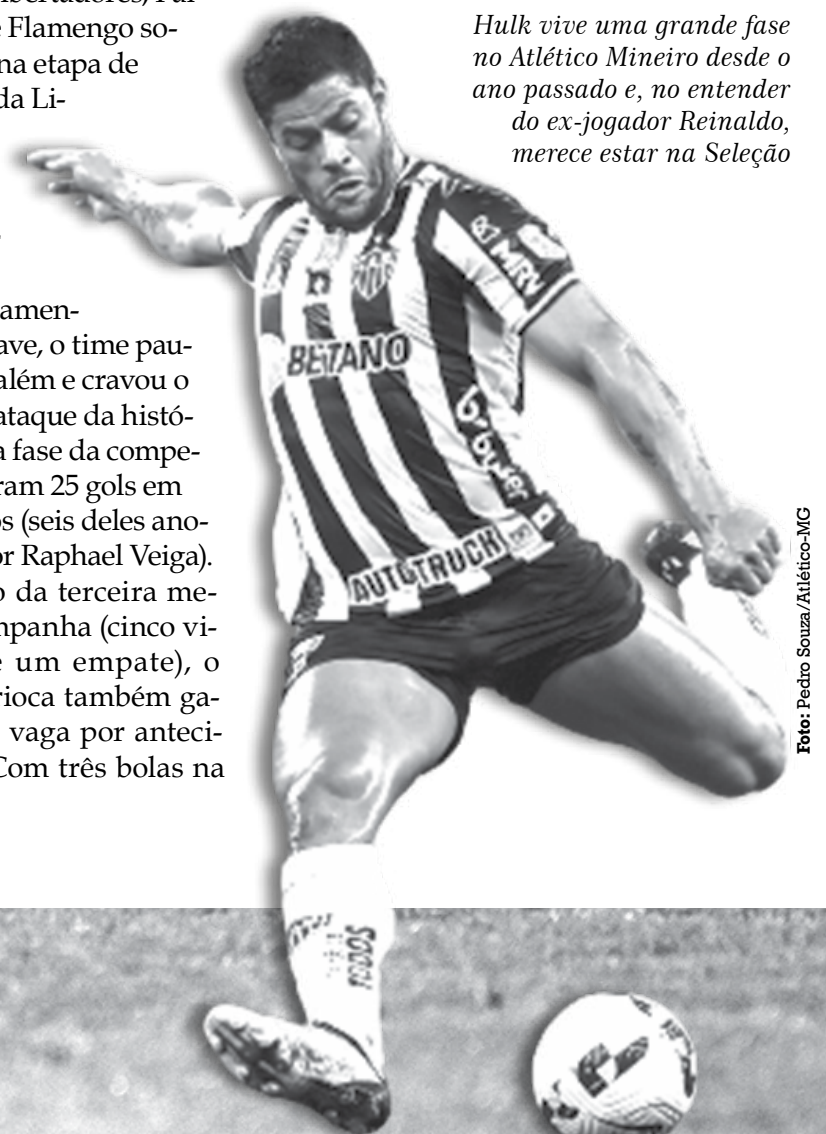 e Flamengo so-
na etapa de
da Li-
amen-
ave, o time pau-
além e cravou o
ataque da histó-
a fase da compe-
ram 25 gols em
os (seis deles ano-
or Raphael Veiga).
o da terceira me-
mpanha (cinco vi-
e um empate), o
rioca também ga-
vaga por anteci-
Com três bolas na
Hulk vive uma grande fase
no Atlético Mineiro desde o
ano passado e, no entender
do ex-jogador Reinaldo,
merece estar na Seleção
MRV
BETANO
buser
AUTOTRUCK
TODOS
Foto: Pedro Souza/Atlético-MG